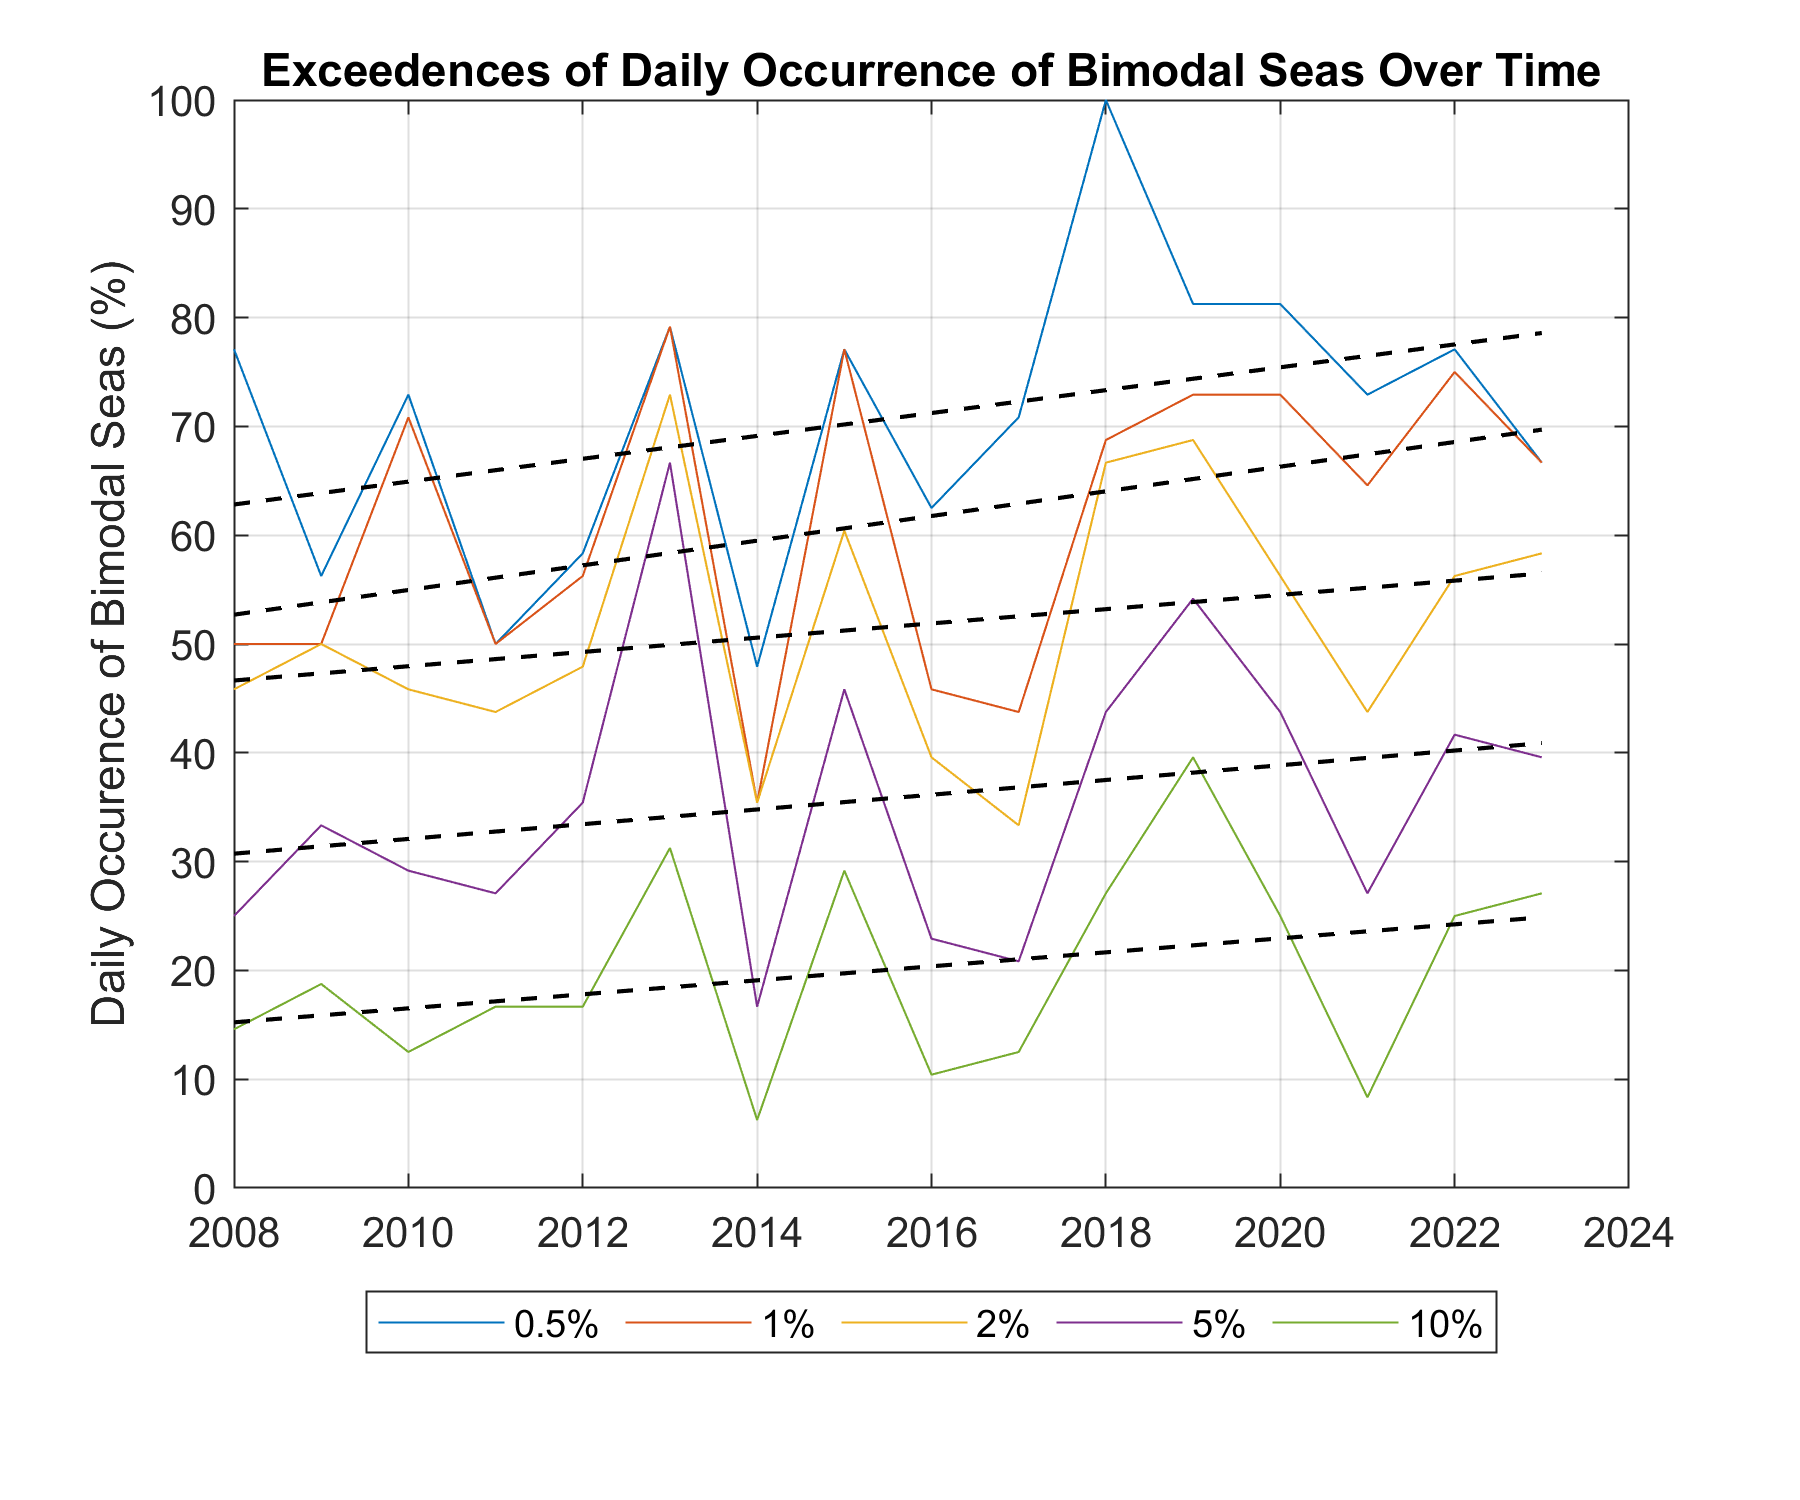 Exceedences of Daily Occurrence of Bimodal Seas Over Time
Daily Occurence of Bimodal Seas (%)
100
90
80
70
60
50
40
30
20
10
0
2008 2010 2012 2014 2016 2018 2020 2022 2024
0.5% 1% 2% 5% 10%